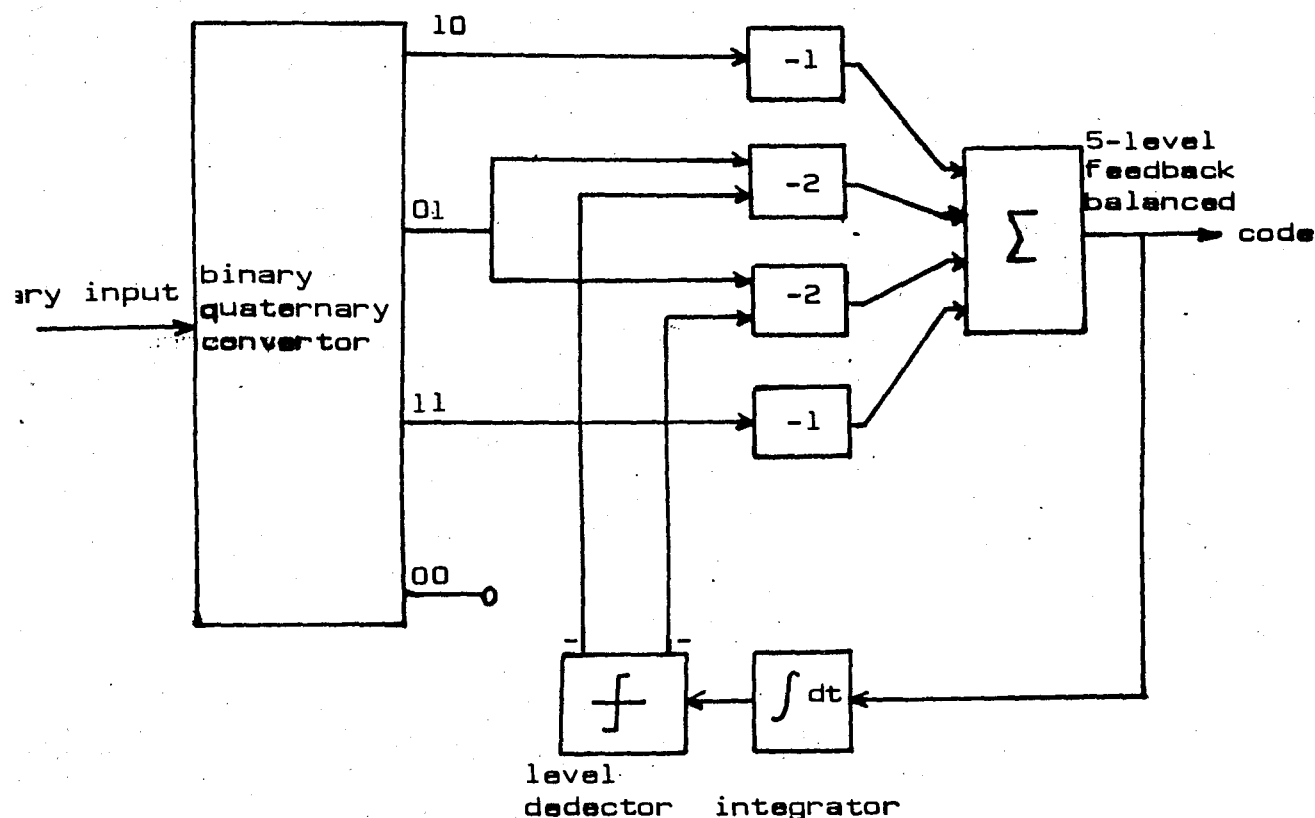 10
-1
5-level
feedback
balanced
code
-2
01
Σ
ary input
binary
quaternary
convertor
-2
11
-1
00
- -
∫ dt
level
dedector
integrator